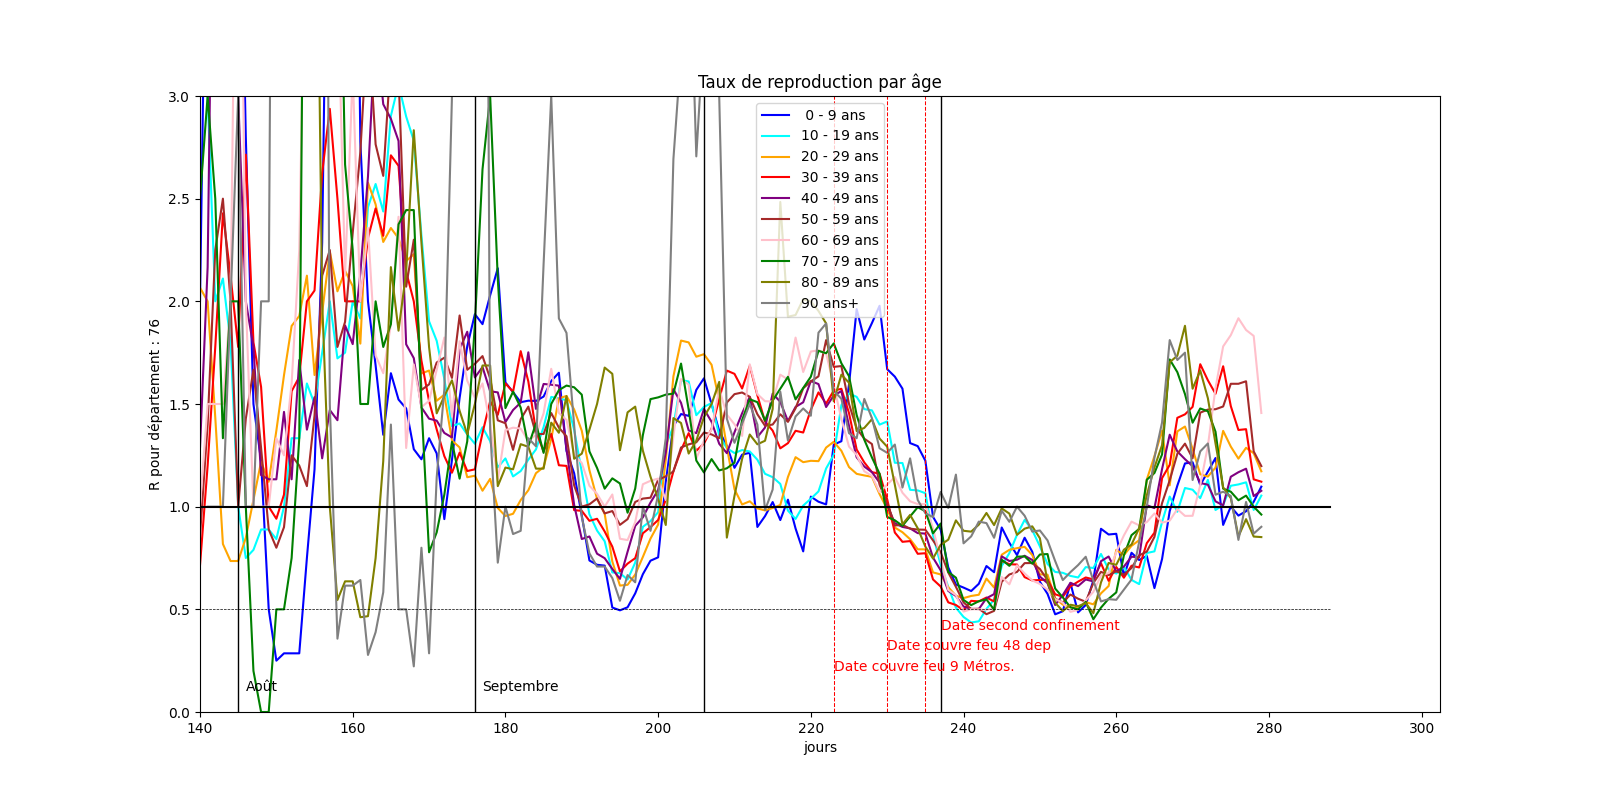 Taux de reproduction par âge
3.0
2.5
2.0
1.5
1.0
0.5
0.0
R pour département : 76
0 - 9 ans
10 - 19 ans
20 - 29 ans
30 - 39 ans
40 - 49 ans
50 - 59 ans
60 - 69 ans
70 - 79 ans
80 - 89 ans
90 ans+
Date second confinement
Date couvre feu 48 dep
Date couvre feu 9 Métros.
Août
Septembre
140
160
180
200
220
240
260
280
300
jours